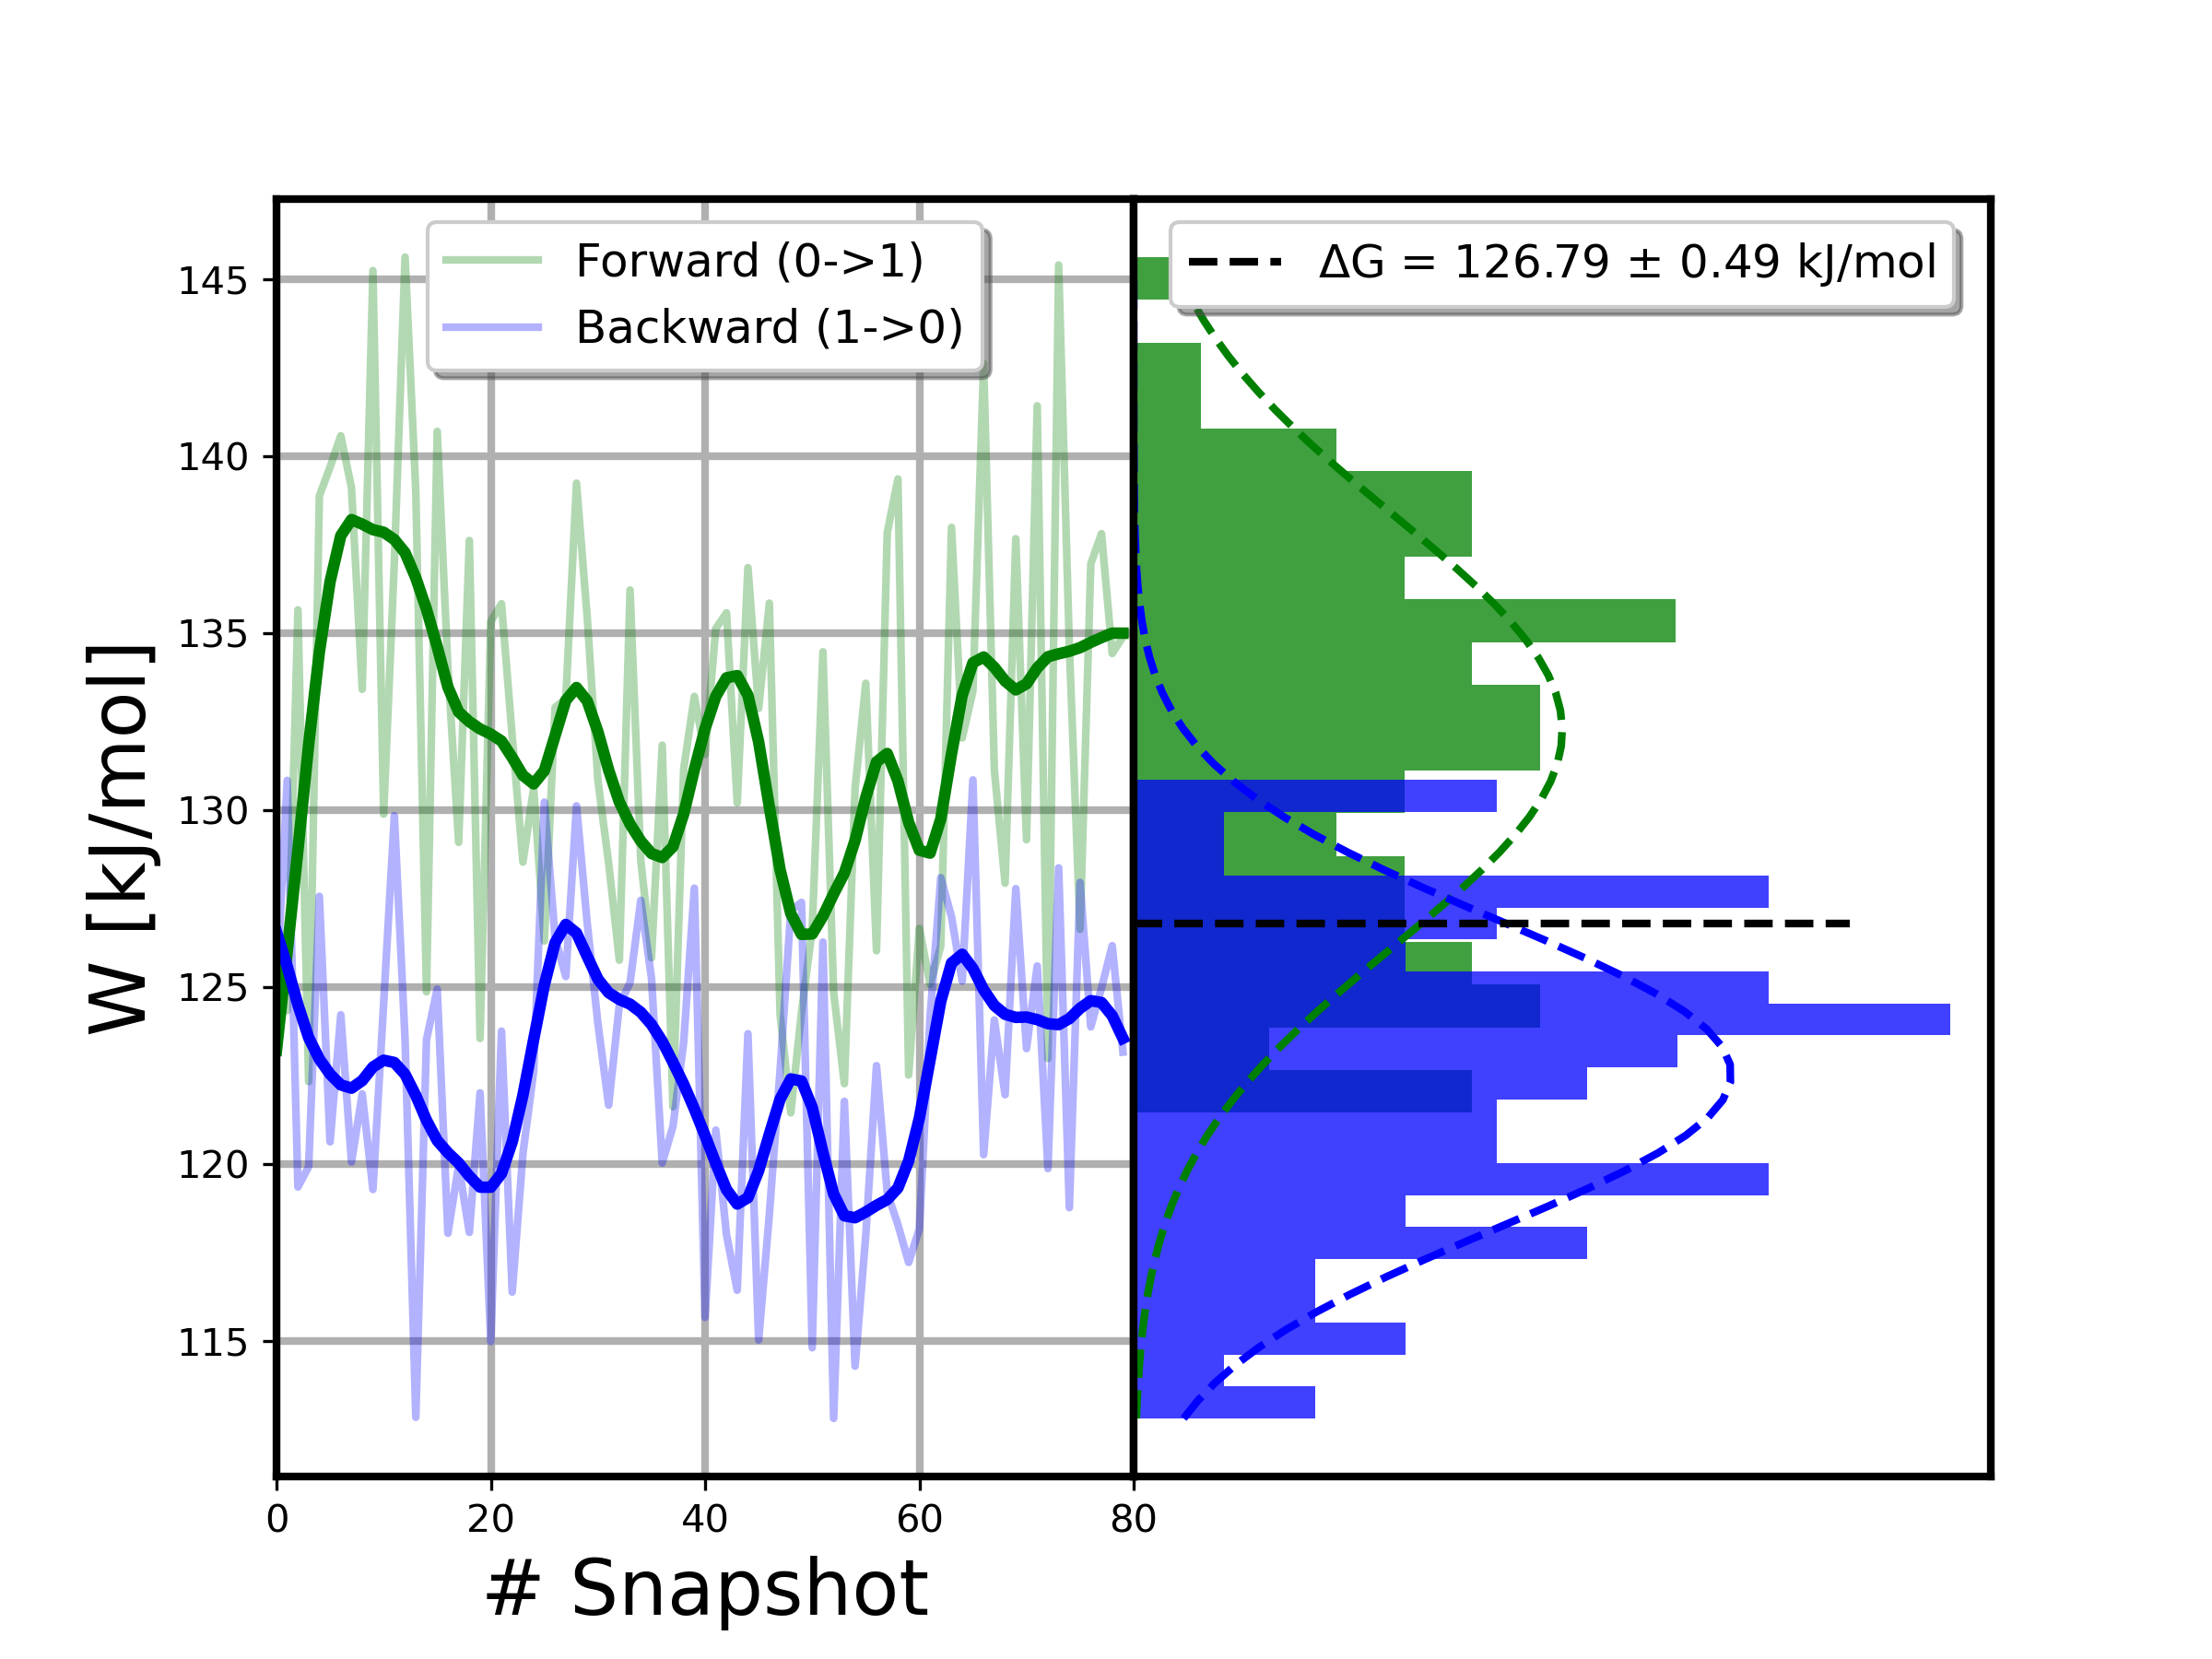 Forward (0->1)
Backward (1->0)
ΔG = 126.79 ± 0.49 kJ/mol
W [kJ/mol]
145
140
135
130
125
120
115
0 20 40 60 80
# Snapshot